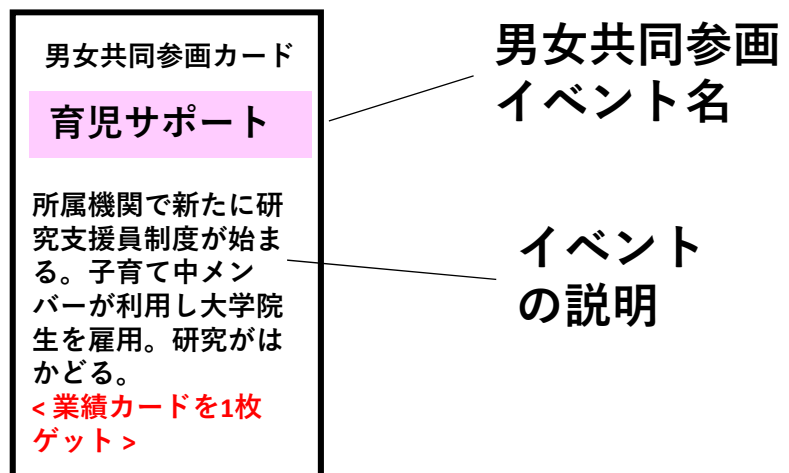 男女共同参画カード
育児サポート
所属機関で新たに研
究支援員制度が始ま
る。子育て中メン
バーが利用し大学院
生を雇用。研究がは
かどる。
< 業績カードを1枚
ゲット >
男女共同参画
イベント名
イベント
の説明